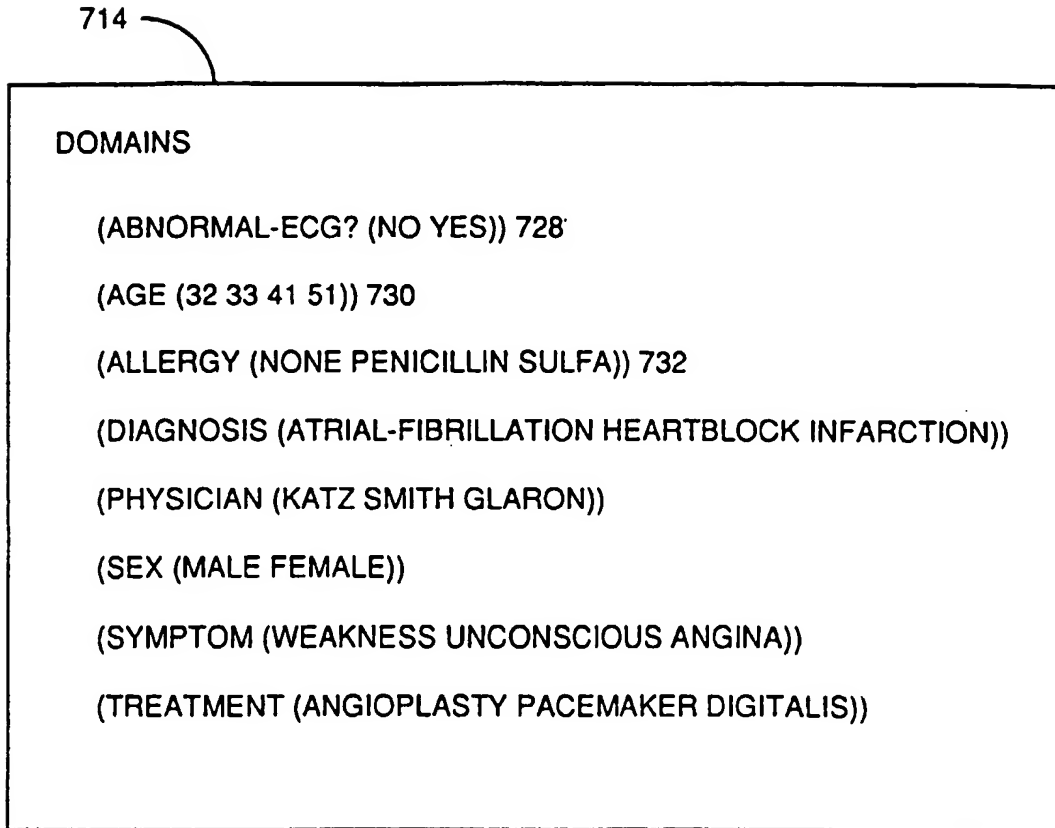 714
DOMAINS
(ABNORMAL-ECG? (NO YES)) 728
(AGE (32 33 41 51)) 730
(ALLERGY (NONE PENICILLIN SULFA)) 732
(DIAGNOSIS (ATRIAL-FIBRILLATION HEARTBLOCK INFARCTION))
(PHYSICIAN (KATZ SMITH GLARON))
(SEX (MALE FEMALE))
(SYMPTOM (WEAKNESS UNCONSCIOUS ANGINA))
(TREATMENT (ANGIOPLASTY PACEMAKER DIGITALIS))